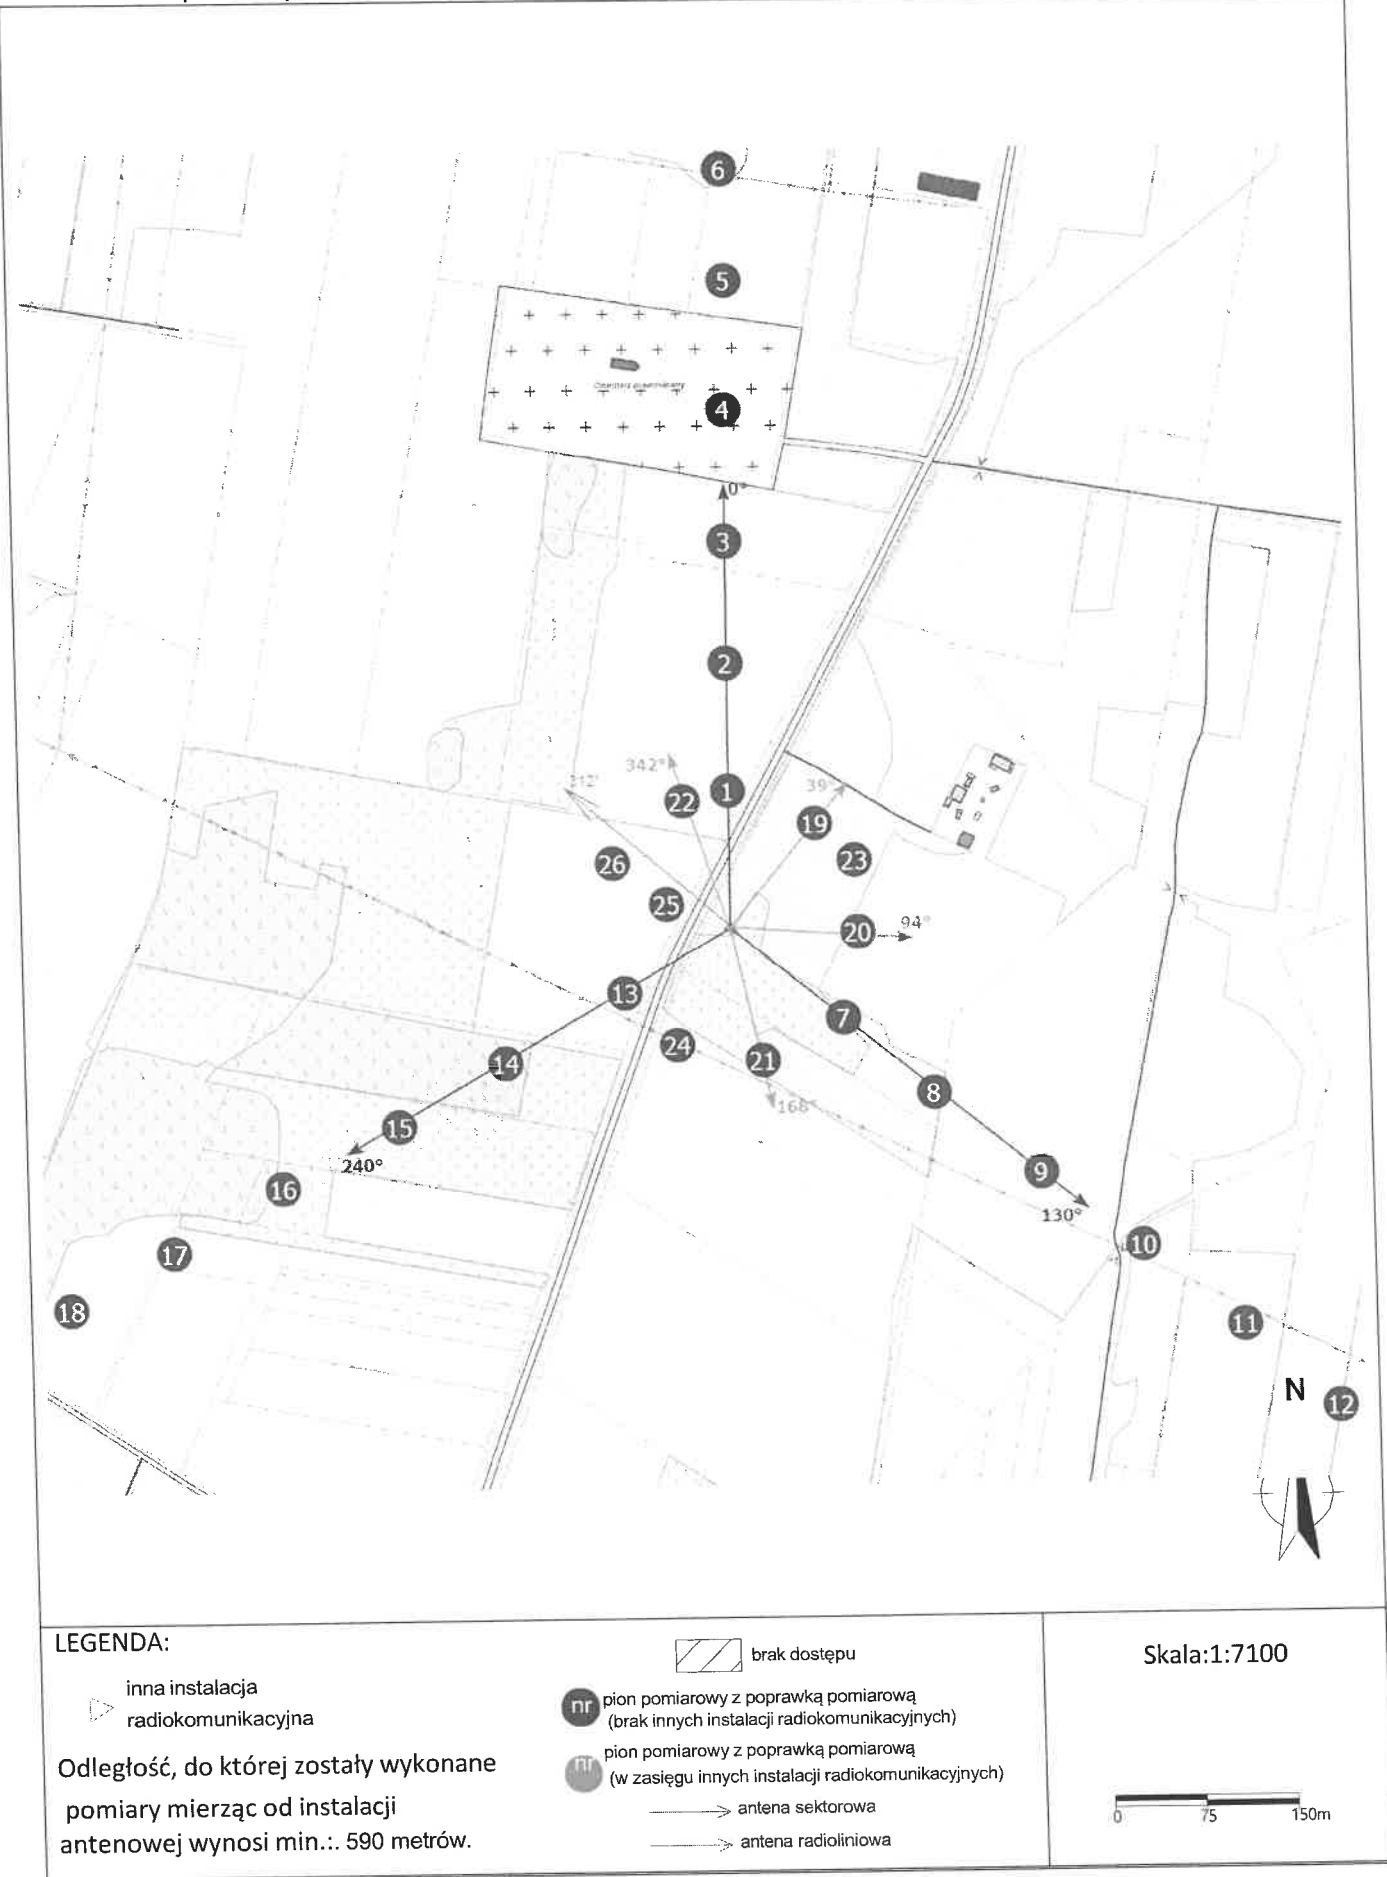 6
5
4
0°
3
2
342°
1
39°
22
19
23
26
25
20
94°
13
7
24
21
14
8
168°
15
240°
9
16
130°
10
17
18
11
N
12
LEGENDA:
inna instalacja
radiokomunikacyjna
Odległość, do której zostały wykonane
pomiary mierząc od instalacji
antenowej wynosi min.:. 590 metrów.
brak dostępu
nr pion pomiarowy z poprawką pomiarową
(brak innych instalacji radiokomunikacyjnych)
nr pion pomiarowy z poprawką pomiarową
(w zasięgu innych instalacji radiokomunikacyjnych)
antena sektorowa
antena radioliniowa
Skala:1:7100
0 75 150m